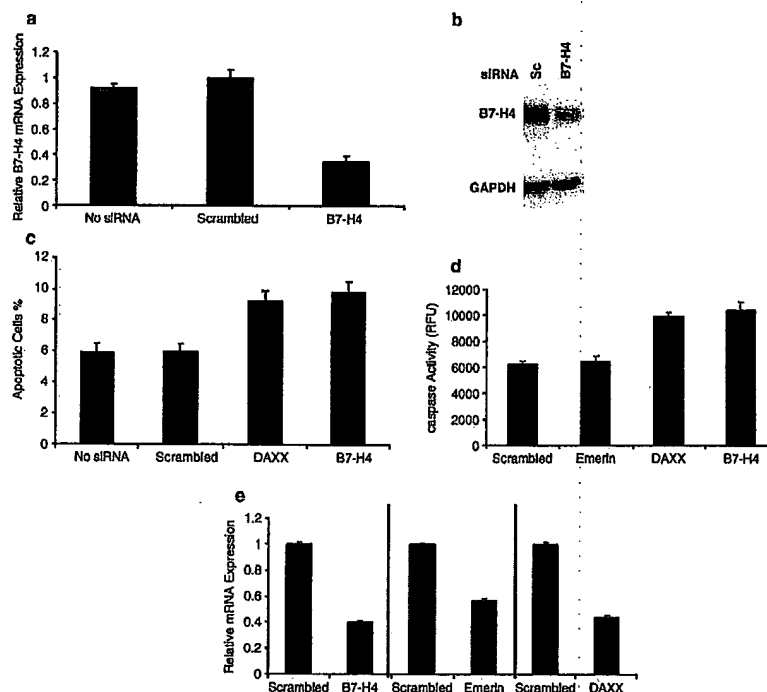 a
Relative B7-H4 mRNA Expression
1.2
1
0.8
0.6
0.4
0.2
0
No siRNA Scrambled B7-H4
b
siRNA Sc B7-H4
B7-H4
GAPDH
c
Apoptotic Cells %
12
10
8
6
4
2
0
No siRNA Scrambled DAXX B7-H4
d
caspase Activity (RFU)
12000
10000
8000
6000
4000
2000
0
Scrambled Emerin DAXX B7-H4
e
Relative mRNA Expression
1.2
1
0.8
0.6
0.4
0.2
0
Scrambled B7-H4 Scrambled Emerin Scrambled DAXX